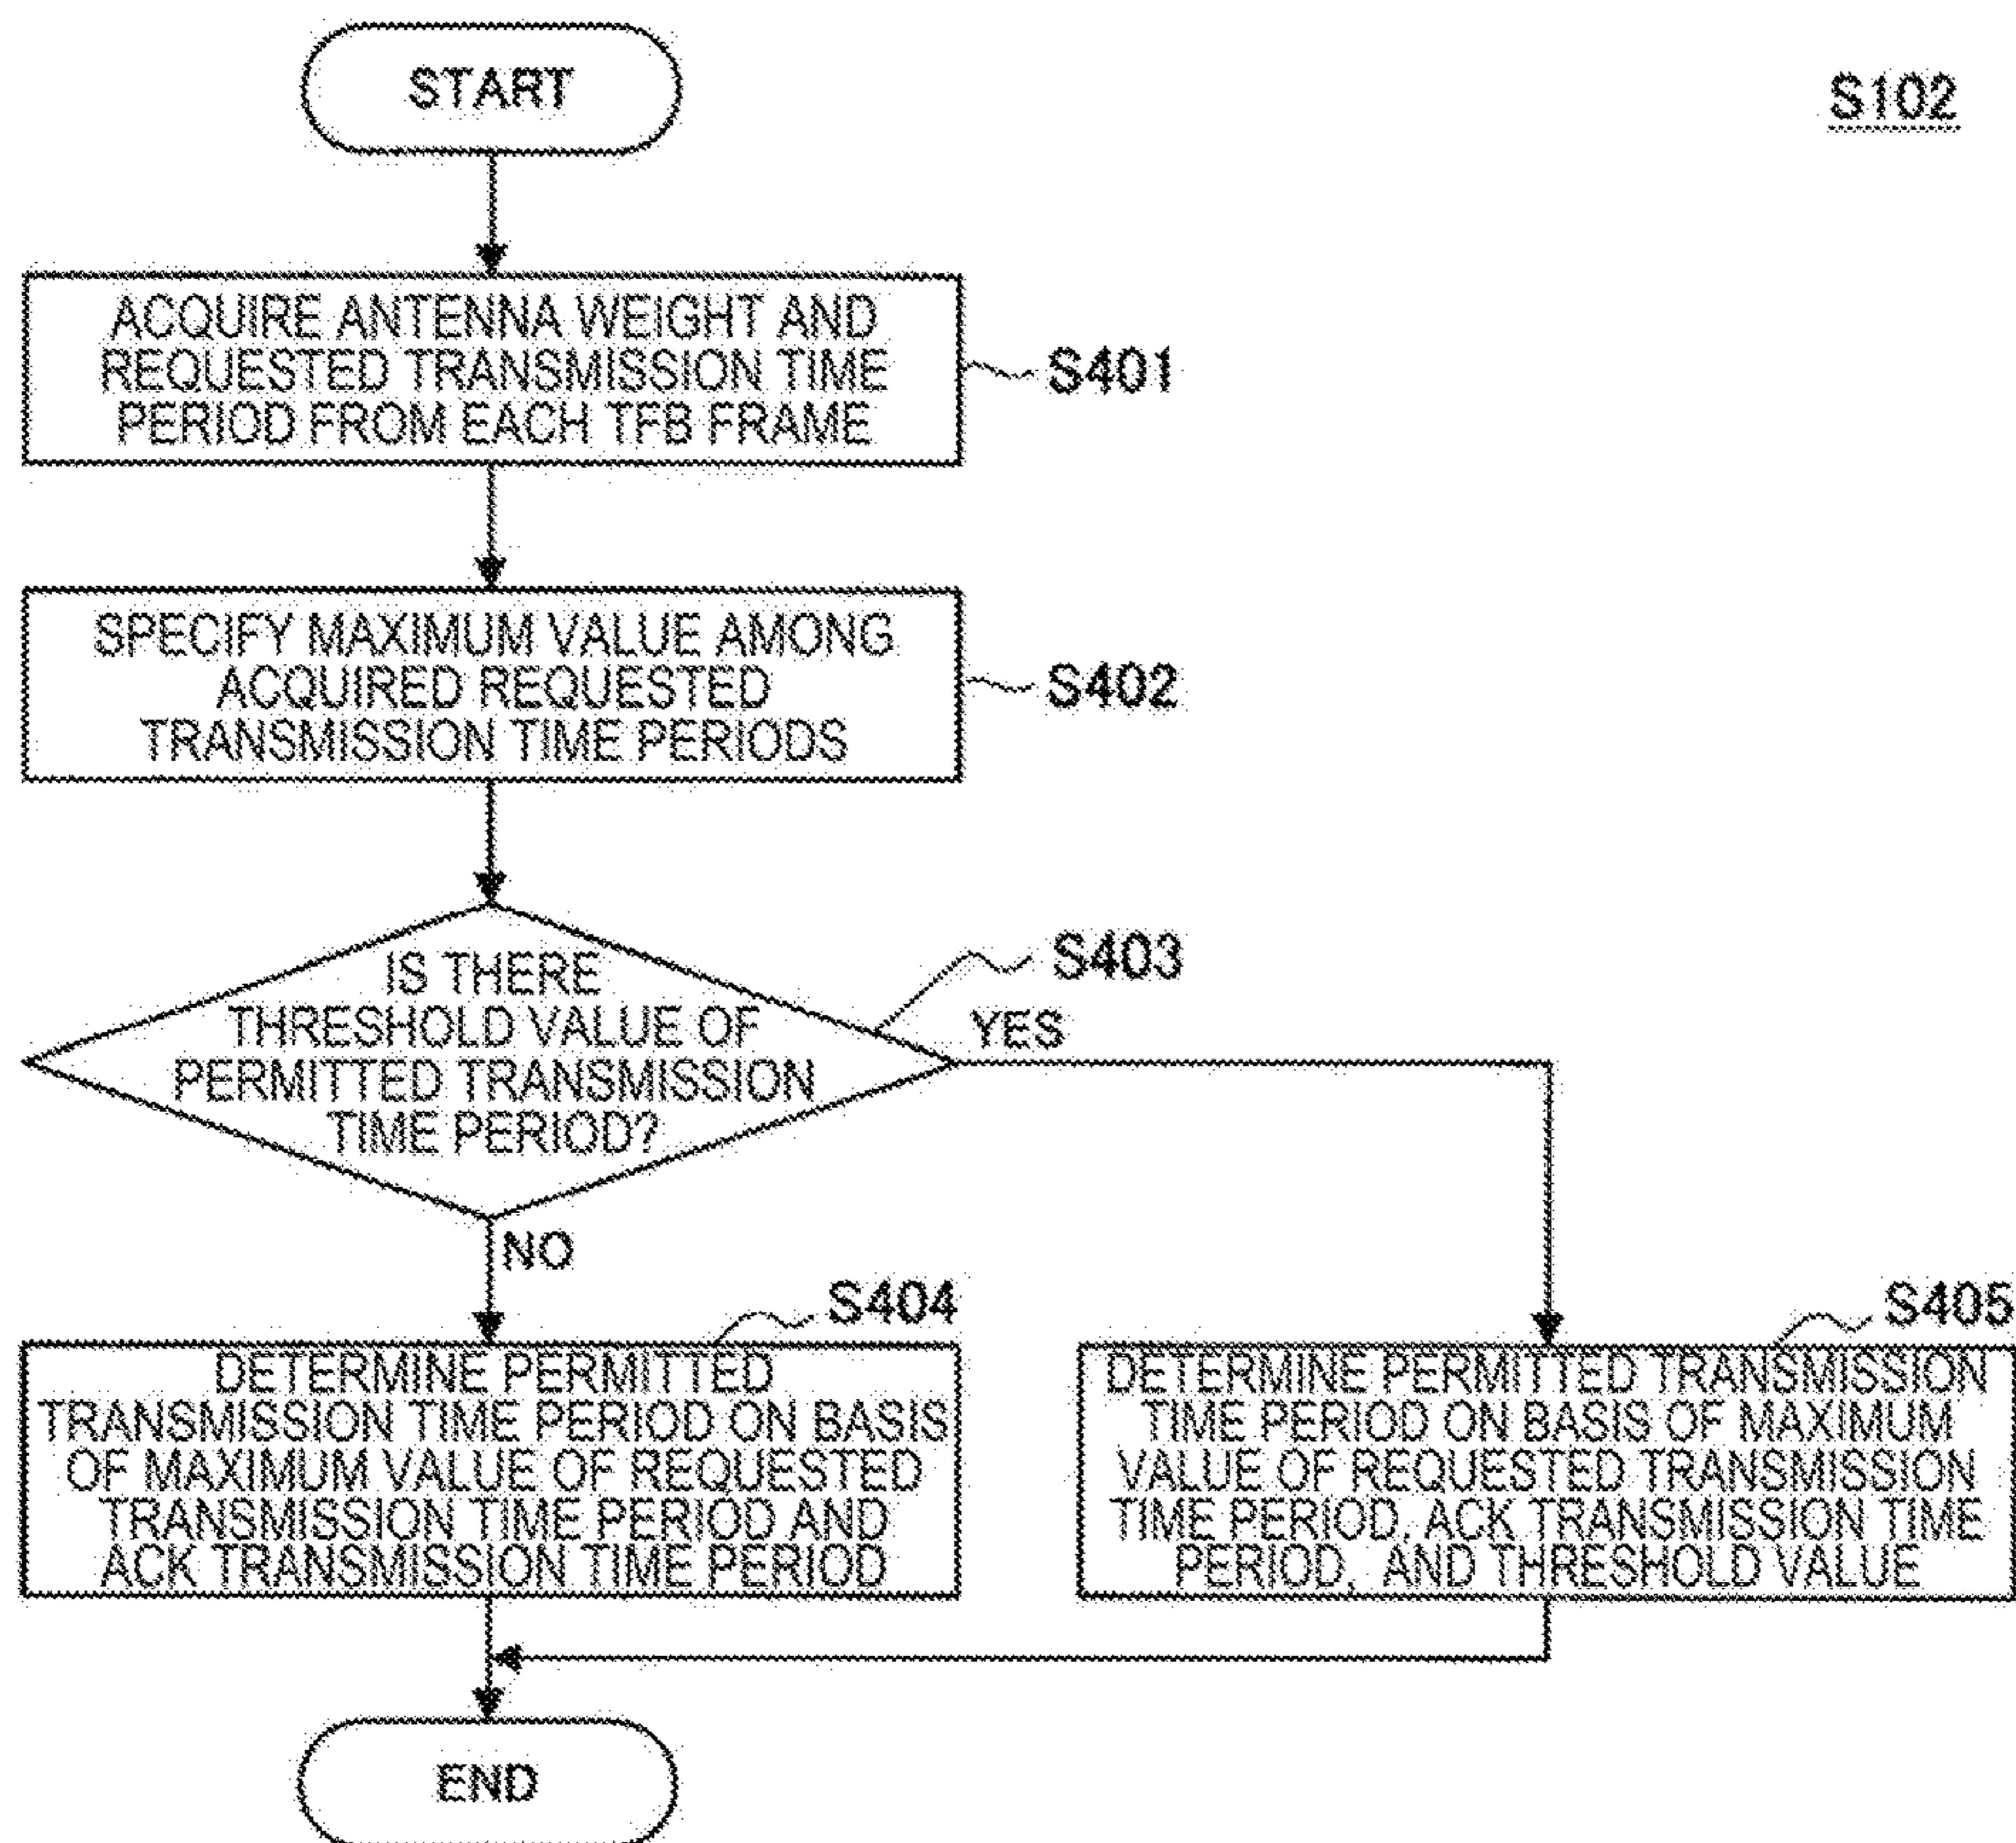 START
S102
ACQUIRE ANTENNA WEIGHT AND
REQUESTED TRANSMISSION TIME
PERIOD FROM EACH TFB FRAME
S401
SPECIFY MAXIMUM VALUE AMONG
ACQUIRED REQUESTED
TRANSMISSION TIME PERIODS
S402
IS THERE
THRESHOLD VALUE OF
PERMITTED TRANSMISSION
TIME PERIOD?
S403
YES
NO
S404
DETERMINE PERMITTED
TRANSMISSION TIME PERIOD ON BASIS
OF MAXIMUM VALUE OF REQUESTED
TRANSMISSION TIME PERIOD AND
ACK TRANSMISSION TIME PERIOD
S405
DETERMINE PERMITTED TRANSMISSION
TIME PERIOD ON BASIS OF MAXIMUM
VALUE OF REQUESTED TRANSMISSION
TIME PERIOD, ACK TRANSMISSION TIME
PERIOD, AND THRESHOLD VALUE
END